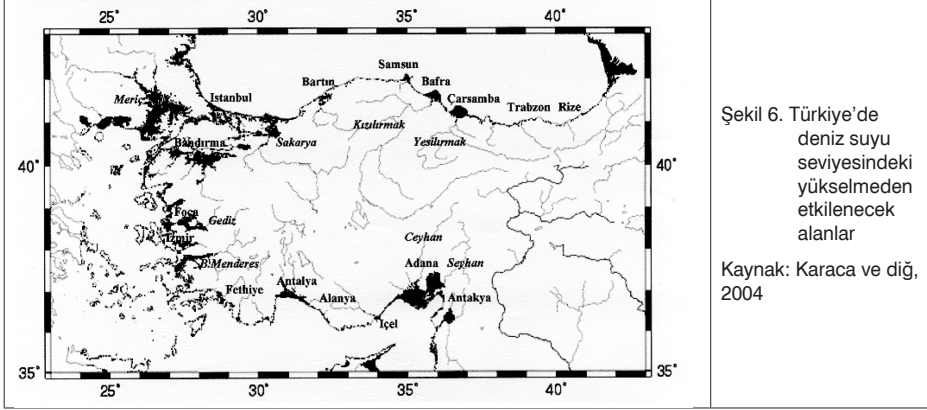 25˚ 30˚ 35˚ 40˚
Samsun
Bartın Bafra
Meriç Istanbul Çarsamba
Trabzon Rize
Kızılırmak
Sakarya Yesilırmak
Bandırma
40˚ 40˚
Foça
Gediz
Izmir
Ceyhan
B.Menderes Adana Seyhan
Fethiye Antalya
Alanya Antakya
Içel
35˚ 35˚
25˚ 30˚ 35˚ 40˚
Şekil 6. Türkiye’de
deniz suyu
seviyesindeki
yükselmeden
etkilenecek
alanlar
Kaynak: Karaca ve diğ,
2004